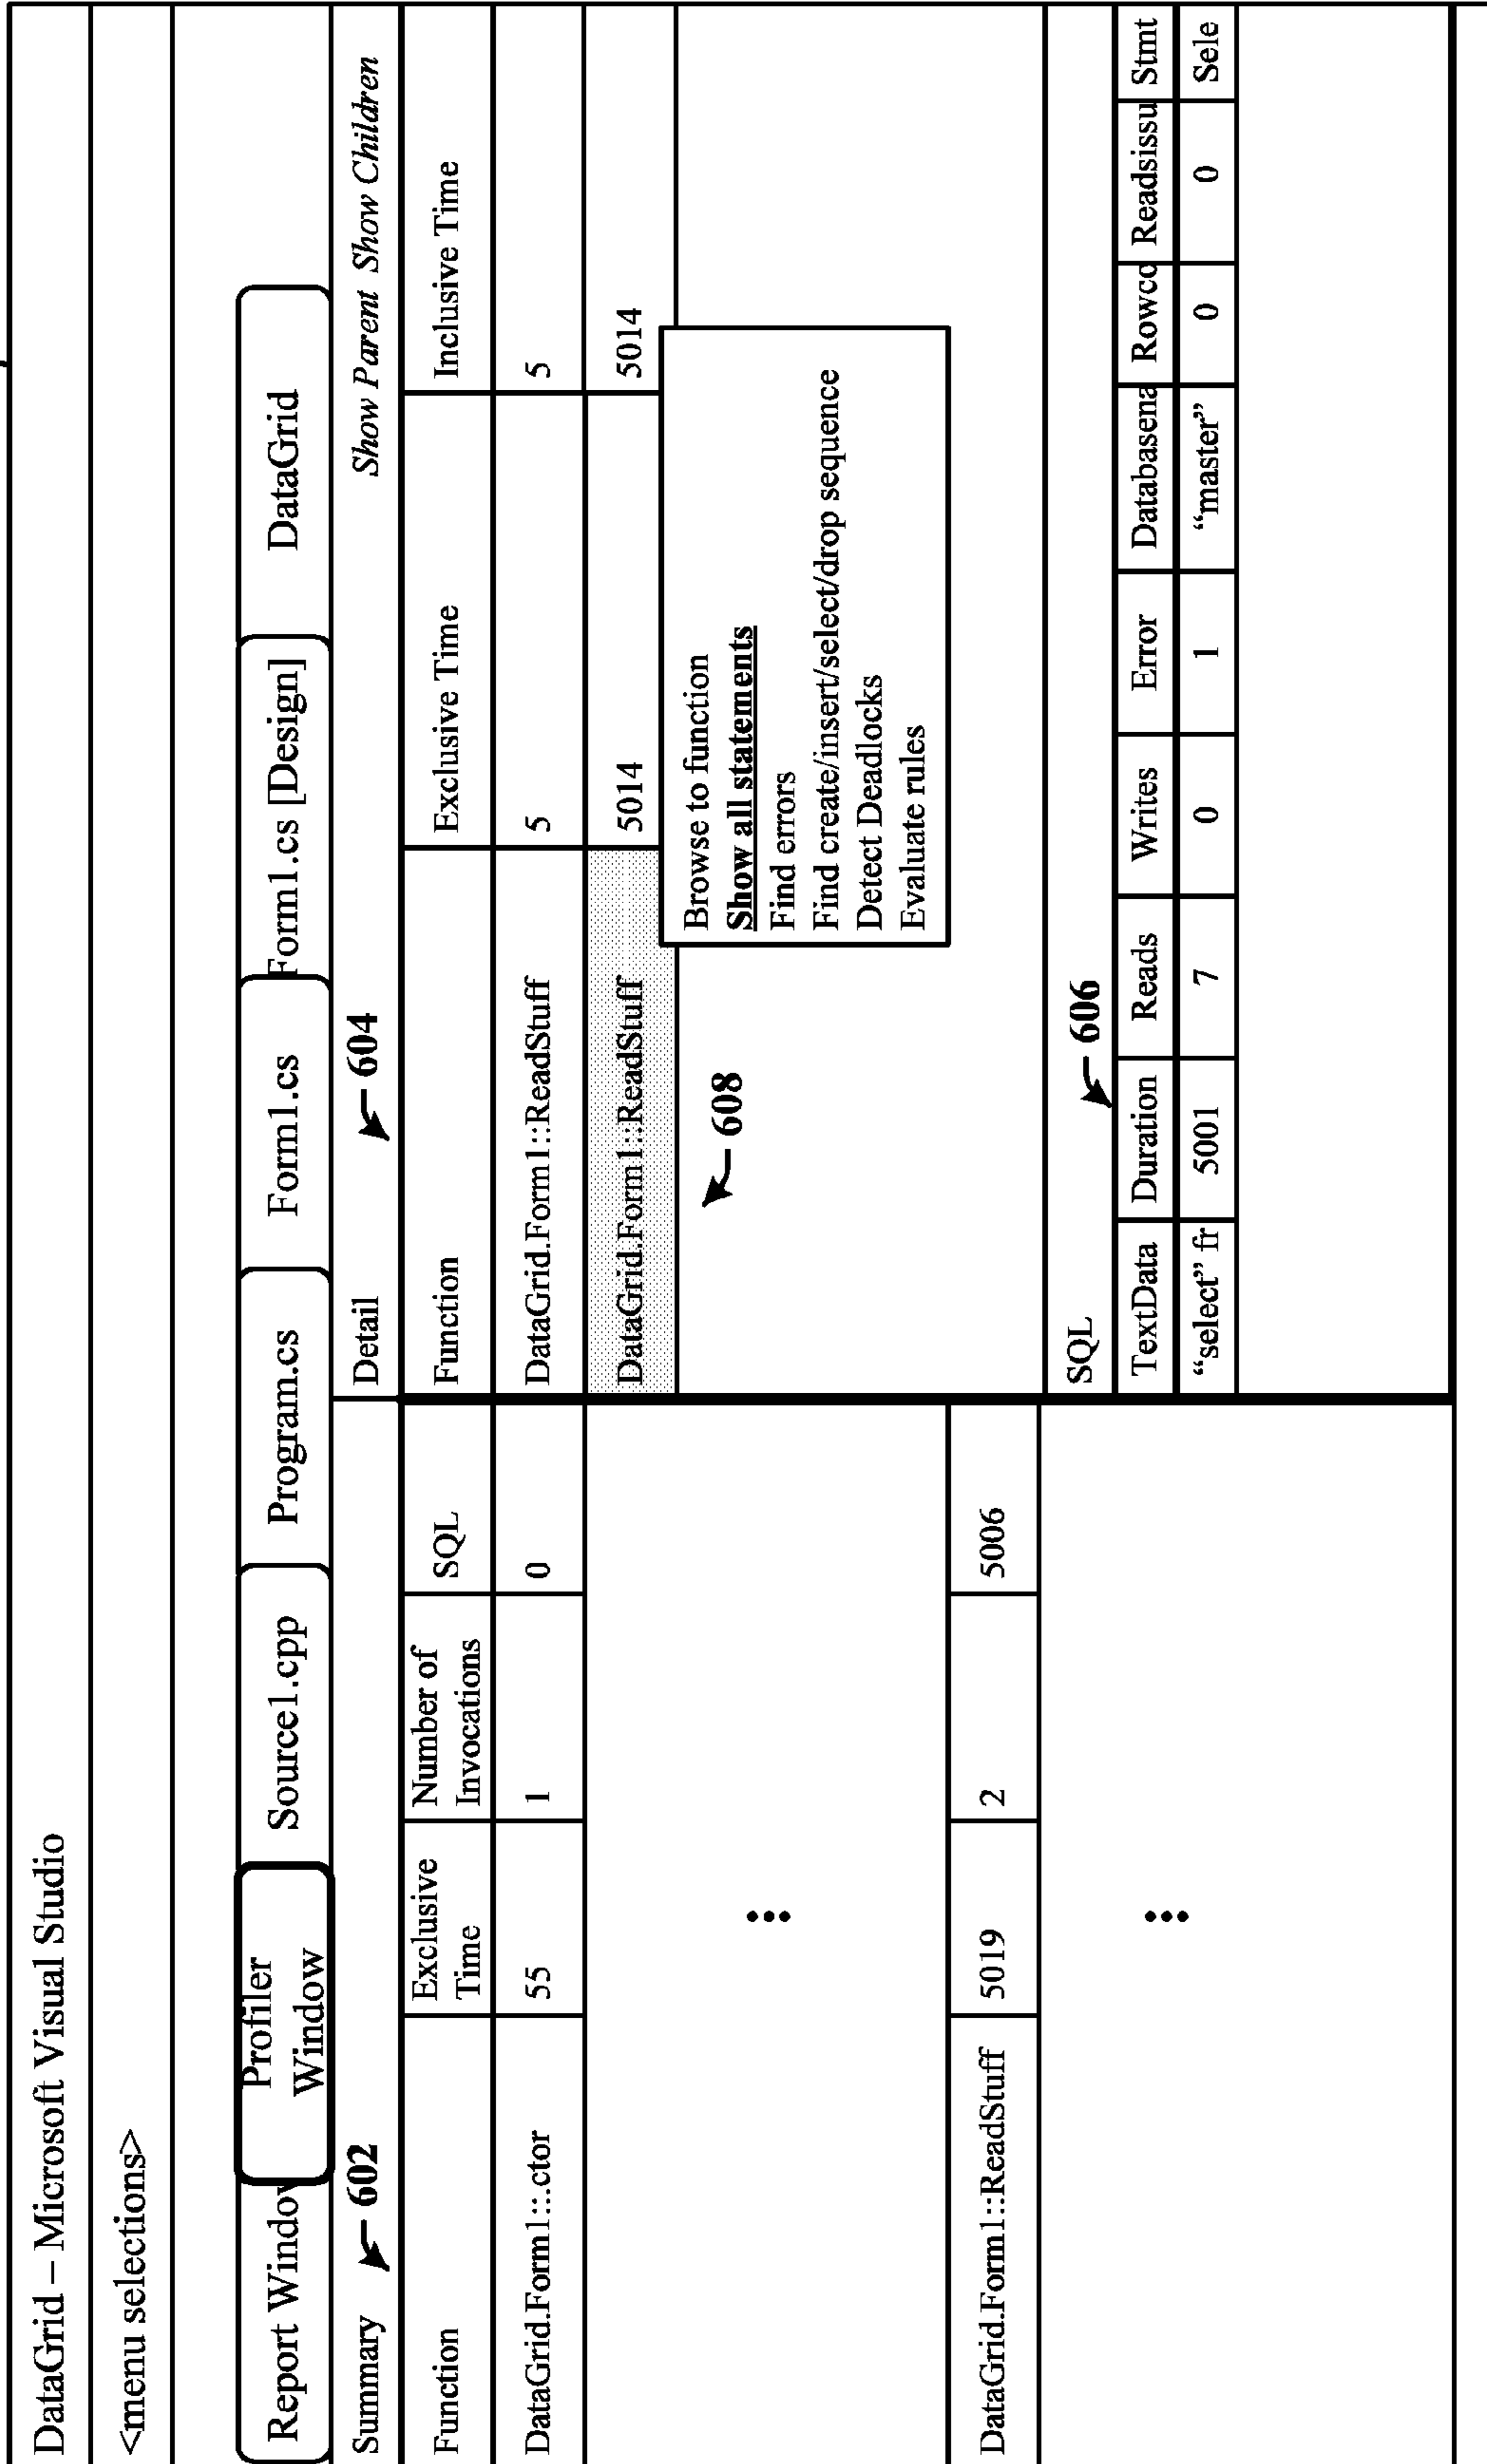 DataGrid – Microsoft Visual Studio
<menu selections>
Report Window
Profiler
Window
Source1.cpp
Program.cs
Form1.cs
Form1.cs [Design]
DataGrid
Summary
602
Detail
604
Show Parent Show Children
Function
Exclusive
Time
Number of
Invocations
SQL
DataGrid.Form1::.ctor
55
1
0
...
DataGrid.Form1::ReadStuff
5019
2
5006
...
Function
Exclusive Time
Inclusive Time
DataGrid.Form1::ReadStuff
5
5
DataGrid.Form1::ReadStuff
5014
5014
608
Browse to function
Show all statements
Find errors
Find create/insert/select/drop sequence
Detect Deadlocks
Evaluate rules
SQL
606
TextData
Duration
Reads
Writes
Error
Databasena
Rowco
Readsissu
Stmt
“select” fr
5001
7
0
1
“master”
0
0
Sele